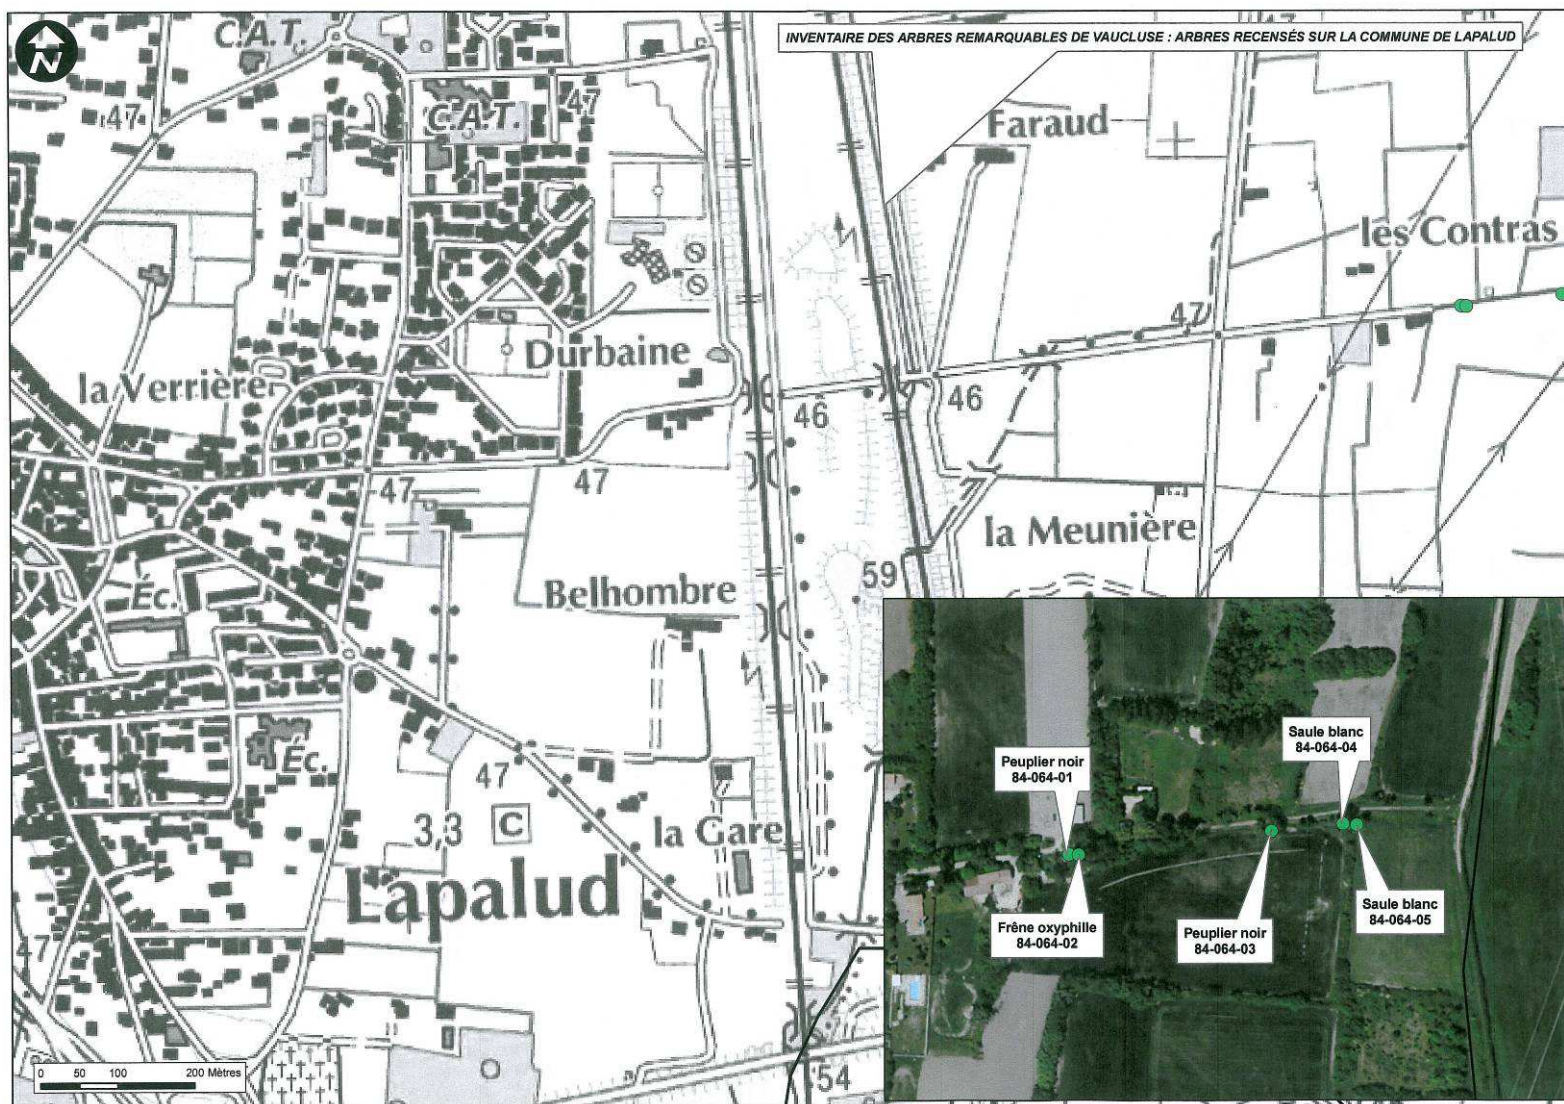 N
INVENTAIRE DES ARBRES REMARQUABLES DE VAUCLUSE : ARBRES RECENSÉS SUR LA COMMUNE DE LAPALUD
C.A.T.
47
C.A.T.
47
47
Faraud
les Contras
47
Durbaine
la Verrière
46
46
47
47
la Meunière
59
Belhombre
Éc.
Éc.
47
3,3
C
la Gare
Lapalud
47
54
0 50 100 200 Mètres
Peuplier noir
84-064-01
Saule blanc
84-064-04
Frêne oxyphille
84-064-02
Peuplier noir
84-064-03
Saule blanc
84-064-05